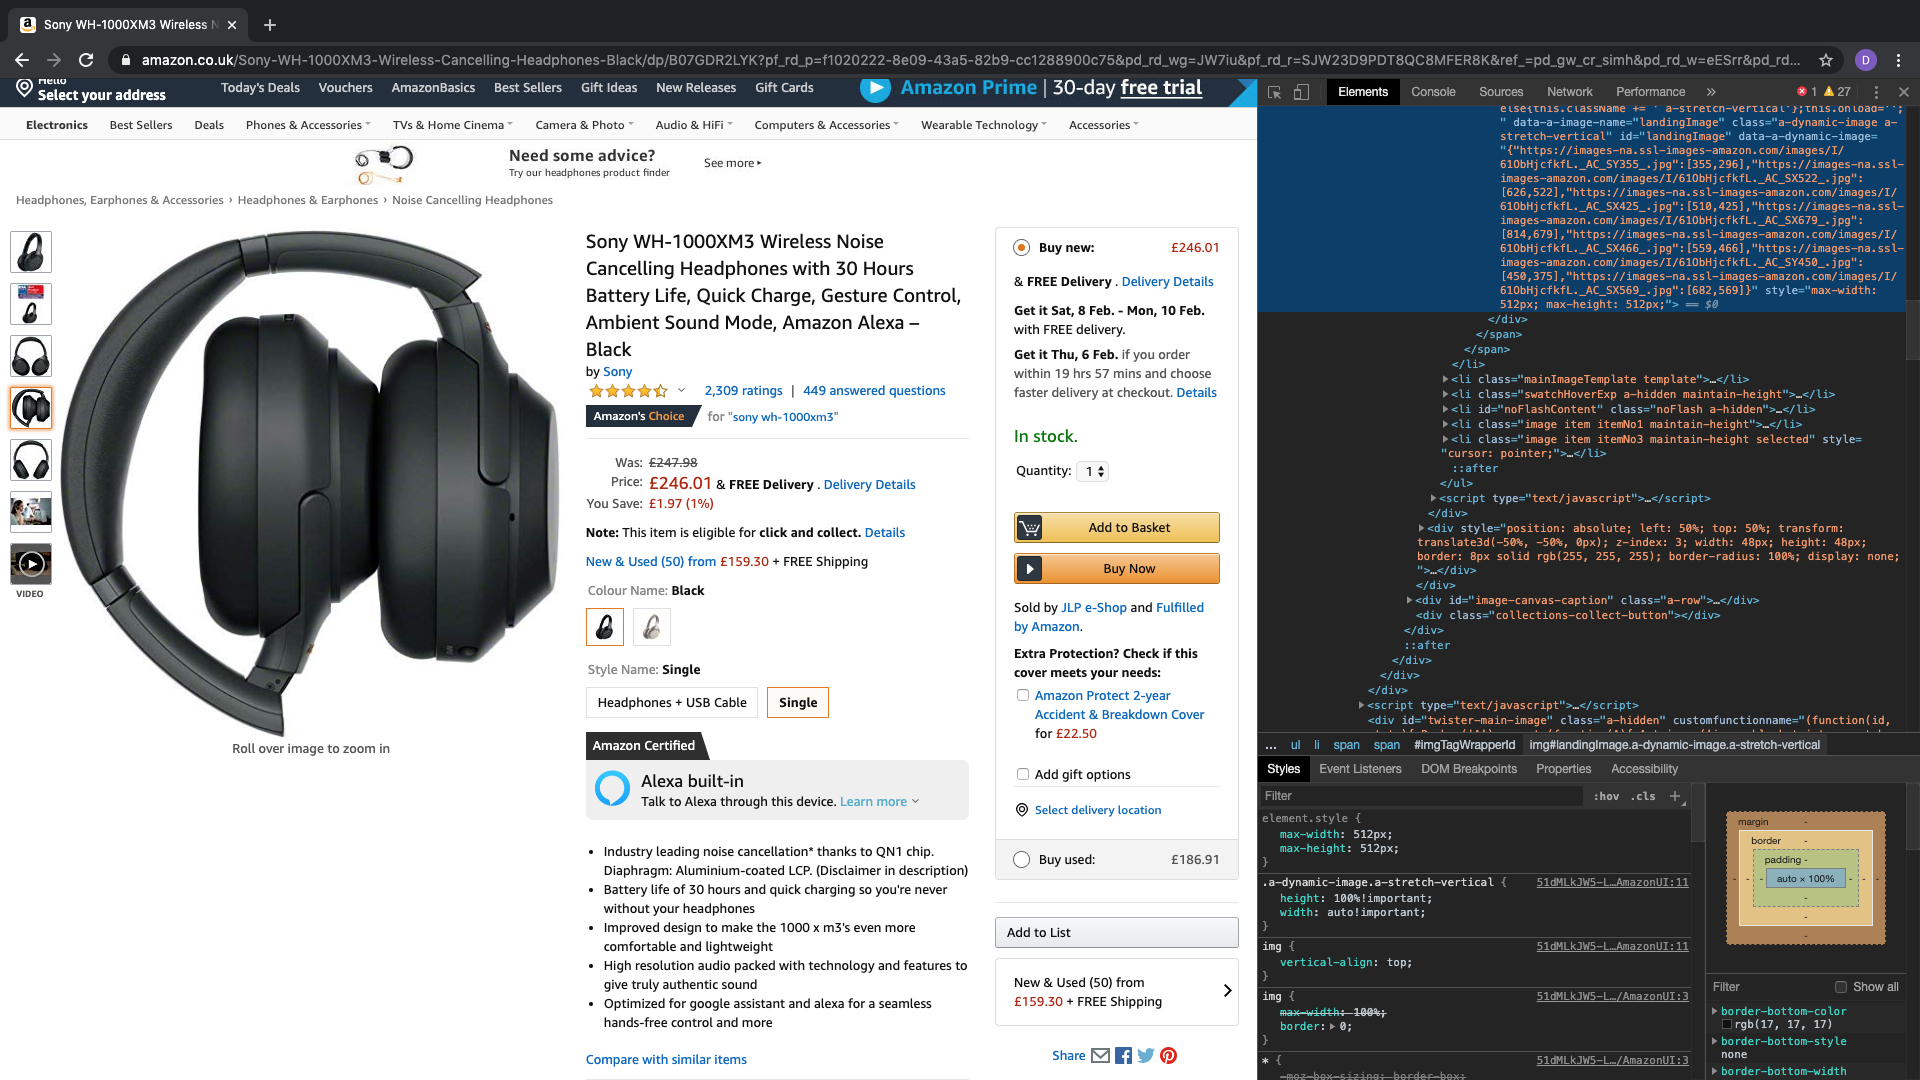 Sony WH-1000XM3 Wireless N
amazon.co.uk/Sony-WH-1000XM3-Wireless-Cancelling-Headphones-Black/dp/B07GDR2LYK?pf_rd_p=f1020222-8e09-43a5-82b9-cc1288900c75&pd_rd_wg=JW7iu&pf_rd_r=SJW23D9PDT8QC8MFER8K&ref_=pd_gw_cr_simh&pd_rd_w=eESrr&pd_rd...
D
Hello
Select your address
Today's Deals Vouchers AmazonBasics Best Sellers Gift Ideas New Releases Gift Cards
Amazon Prime | 30-day free trial
Electronics Best Sellers Deals Phones & Accessories TVs & Home Cinema Camera & Photo Audio & HiFi Computers & Accessories Wearable Technology Accessories
Need some advice?
Try our headphones product finder
See more
Headphones, Earphones & Accessories › Headphones & Earphones › Noise Cancelling Headphones
VIDEO
Roll over image to zoom in
Sony WH-1000XM3 Wireless Noise
Cancelling Headphones with 30 Hours
Battery Life, Quick Charge, Gesture Control,
Ambient Sound Mode, Amazon Alexa –
Black
by Sony
2,309 ratings | 449 answered questions
Amazon's Choice for "sony wh-1000xm3"
Was: £247.98
Price: £246.01 & FREE Delivery . Delivery Details
You Save: £1.97 (1%)
Note: This item is eligible for click and collect. Details
New & Used (50) from £159.30 + FREE Shipping
Colour Name: Black
Style Name: Single
Headphones + USB Cable Single
Amazon Certified
Alexa built-in
Talk to Alexa through this device. Learn more
• Industry leading noise cancellation* thanks to QN1 chip.
Diaphragm: Aluminium-coated LCP. (Disclaimer in description)
• Battery life of 30 hours and quick charging so you're never
without your headphones
• Improved design to make the 1000 x m3's even more
comfortable and lightweight
• High resolution audio packed with technology and features to
give truly authentic sound
• Optimized for google assistant and alexa for a seamless
hands-free control and more
Compare with similar items
Buy new: £246.01
& FREE Delivery . Delivery Details
Get it Sat, 8 Feb. - Mon, 10 Feb.
with FREE delivery.
Get it Thu, 6 Feb. if you order
within 19 hrs 57 mins and choose
faster delivery at checkout. Details
In stock.
Quantity: 1
Add to Basket
Buy Now
Sold by JLP e-Shop and Fulfilled
by Amazon.
Extra Protection? Check if this
cover meets your needs:
Amazon Protect 2-year
Accident & Breakdown Cover
for £22.50
Add gift options
Select delivery location
Buy used: £186.91
Add to List
New & Used (50) from
£159.30 + FREE Shipping
Share
Elements Console Sources Network Performance » 1 27
else{this.className += ' a-stretch-vertical'};this.onload='';
" data-a-image-name="landingImage" class="a-dynamic-image a-
stretch-vertical" id="landingImage" data-a-dynamic-image=
"{"https://images-na.ssl-images-amazon.com/images/I/
61ObHjcfkfL._AC_SY355_.jpg":[355,296],"https://images-na.ssl-
images-amazon.com/images/I/61ObHjcfkfL._AC_SX522_.jpg":
[626,522],"https://images-na.ssl-images-amazon.com/images/I/
61ObHjcfkfL._AC_SX425_.jpg":[510,425],"https://images-na.ssl-
images-amazon.com/images/I/61ObHjcfkfL._AC_SX679_.jpg":
[814,679],"https://images-na.ssl-images-amazon.com/images/I/
61ObHjcfkfL._AC_SX466_.jpg":[559,466],"https://images-na.ssl-
images-amazon.com/images/I/61ObHjcfkfL._AC_SY450_.jpg":
[450,375],"https://images-na.ssl-images-amazon.com/images/I/
61ObHjcfkfL._AC_SX569_.jpg":[682,569]}" style="max-width:
512px; max-height: 512px;"> == $0
</div>
</span>
</span>
</li>
<li class="mainImageTemplate template">…</li>
<li class="swatchHoverExp a-hidden maintain-height">…</li>
<li id="noFlashContent" class="noFlash a-hidden">…</li>
<li class="image item itemNo1 maintain-height">…</li>
<li class="image item itemNo3 maintain-height selected" style=
"cursor: pointer;">…</li>
::after
</ul>
<script type="text/javascript">…</script>
</div>
<div style="position: absolute; left: 50%; top: 50%; transform:
translate3d(-50%, -50%, 0px); z-index: 3; width: 48px; height: 48px;
border: 8px solid rgb(255, 255, 255); border-radius: 100%; display: none;
">…</div>
</div>
<div id="image-canvas-caption" class="a-row">…</div>
<div class="collections-collect-button"></div>
</div>
::after
</div>
</div>
</div>
<script type="text/javascript">…</script>
<div id="twister-main-image" class="a-hidden" customfunctionname="(function(id,
... ul li span span #imgTagWrapperId img#landingImage.a-dynamic-image.a-stretch-vertical
Styles Event Listeners DOM Breakpoints Properties Accessibility
Filter :hov .cls +
element.style {
max-width: 512px;
max-height: 512px;
}
.a-dynamic-image.a-stretch-vertical { 51dMLkJW5-L…AmazonUI:11
height: 100%!important;
width: auto!important;
}
img { 51dMLkJW5-L…AmazonUI:11
vertical-align: top;
}
img { 51dMLkJW5-L…/AmazonUI:3
max-width: 100%;
border: 0;
}
* { 51dMLkJW5-L…/AmazonUI:3
-moz-box-sizing: border-box;
margin -
border -
padding -
auto × 100%
Filter Show all
border-bottom-color
rgb(17, 17, 17)
border-bottom-style
none
border-bottom-width